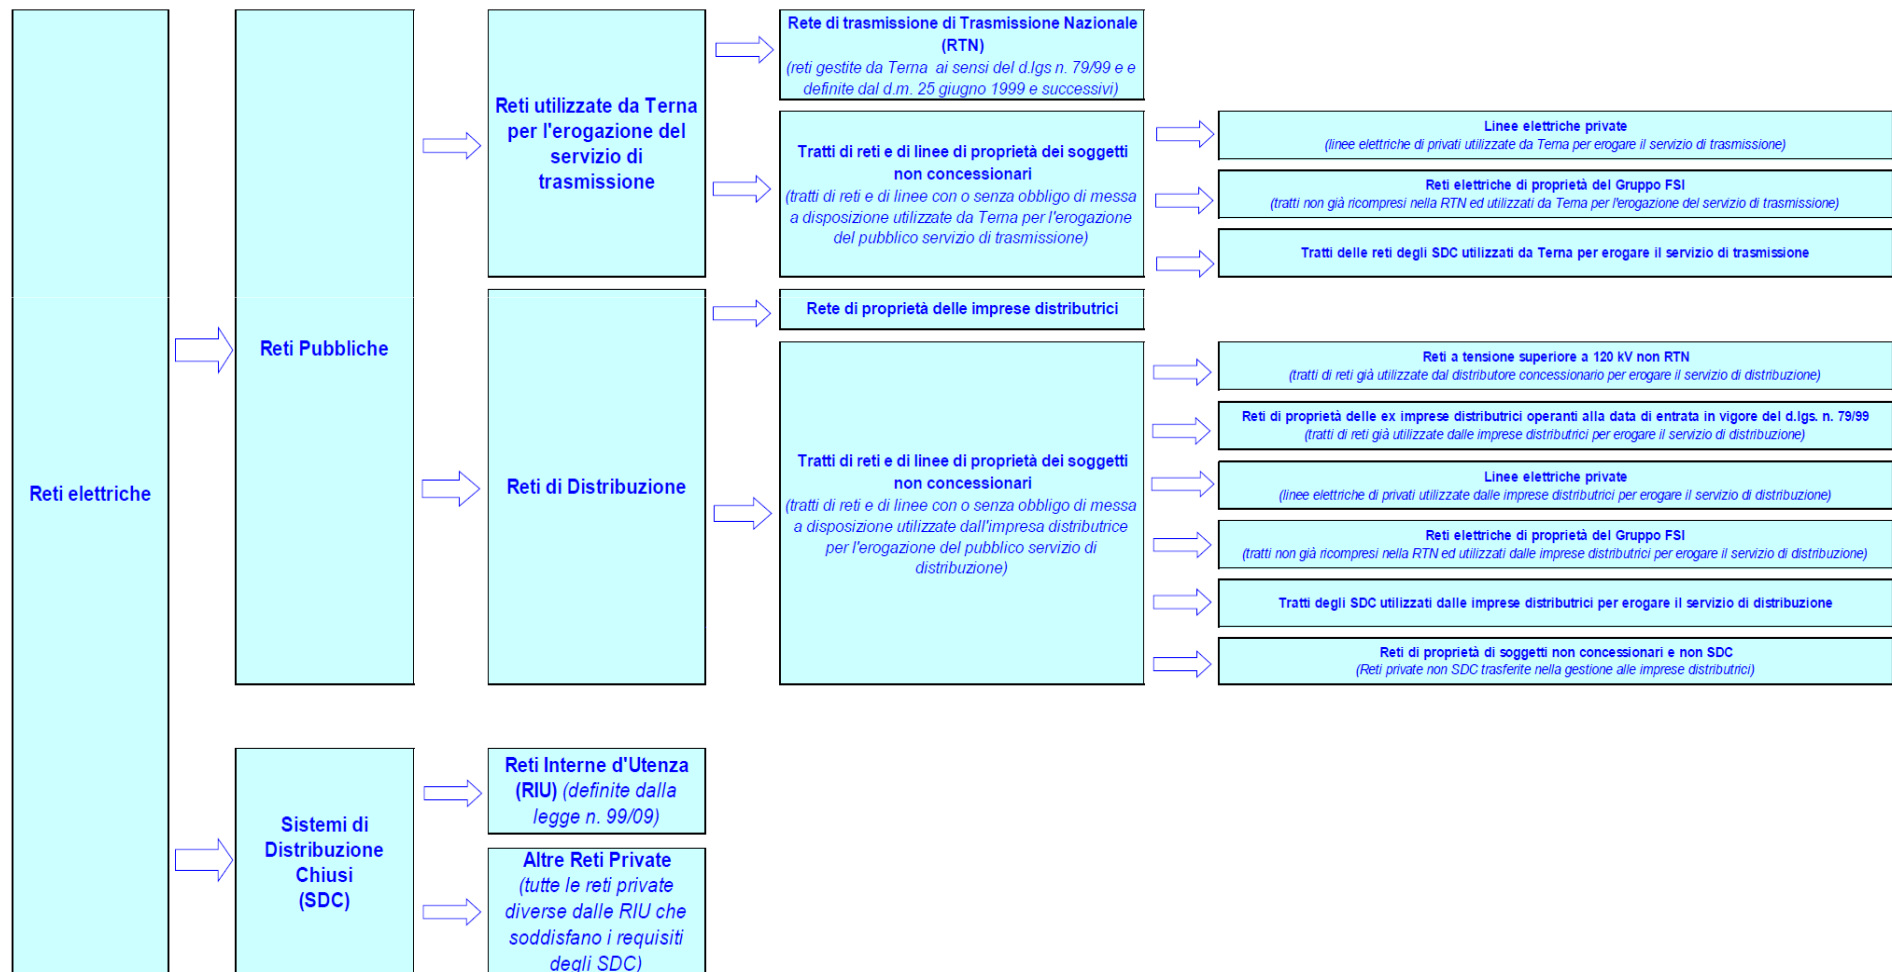 Reti elettriche
Reti Pubbliche
Reti utilizzate da Terna
per l'erogazione del
servizio di
trasmissione
Rete di trasmissione di Trasmissione Nazionale
(RTN)
(reti gestite da Terna ai sensi del d.lgs n. 79/99 e e
definite dal d.m. 25 giugno 1999 e successivi)
Tratti di reti e di linee di proprietà dei soggetti
non concessionari
(tratti di reti e di linee con o senza obbligo di messa
a disposizione utilizzate da Terna per l'erogazione
del pubblico servizio di trasmissione)
Linee elettriche private
(linee elettriche di privati utilizzate da Terna per erogare il servizio di trasmissione)
Reti elettriche di proprietà del Gruppo FSI
(tratti non già ricompresi nella RTN ed utilizzati da Terna per l'erogazione del servizio di trasmissione)
Tratti delle reti degli SDC utilizzati da Terna per erogare il servizio di trasmissione
Reti di Distribuzione
Rete di proprietà delle imprese distributrici
Tratti di reti e di linee di proprietà dei soggetti
non concessionari
(tratti di reti e di linee con o senza obbligo di messa
a disposizione utilizzate dall'impresa distributrice
per l'erogazione del pubblico servizio di
distribuzione)
Reti a tensione superiore a 120 kV non RTN
(tratti di reti già utilizzate dal distributore concessionario per erogare il servizio di distribuzione)
Reti di proprietà delle ex imprese distributrici operanti alla data di entrata in vigore del d.lgs. n. 79/99
(tratti di reti già utilizzate dalle imprese distributrici per erogare il servizio di distribuzione)
Linee elettriche private
(linee elettriche di privati utilizzate dalle imprese distributrici per erogare il servizio di distribuzione)
Reti elettriche di proprietà del Gruppo FSI
(tratti non già ricompresi nella RTN ed utilizzati dalle imprese distributrici per erogare il servizio di distribuzione)
Tratti degli SDC utilizzati dalle imprese distributrici per erogare il servizio di distribuzione
Reti di proprietà di soggetti non concessionari e non SDC
(Reti private non SDC trasferite nella gestione alle imprese distributrici)
Sistemi di
Distribuzione
Chiusi
(SDC)
Reti Interne d'Utenza
(RIU) (definite dalla
legge n. 99/09)
Altre Reti Private
(tutte le reti private
diverse dalle RIU che
soddisfano i requisiti
degli SDC)